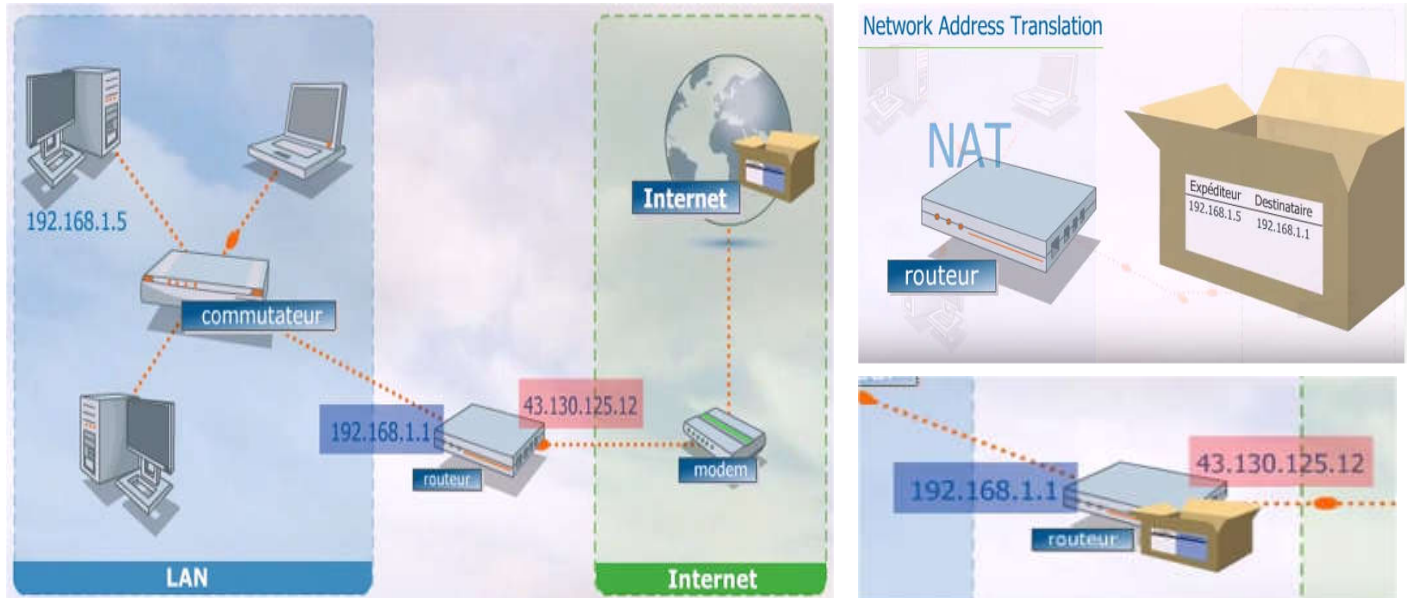 192.168.1.5
commutateur
Internet
192.168.1.1
43.130.125.12
routeur
modem
LAN
Internet
Network Address Translation
NAT
routeur
Expéditeur Destinataire
192.168.1.5 192.168.1.1
192.168.1.1
43.130.125.12
routeur